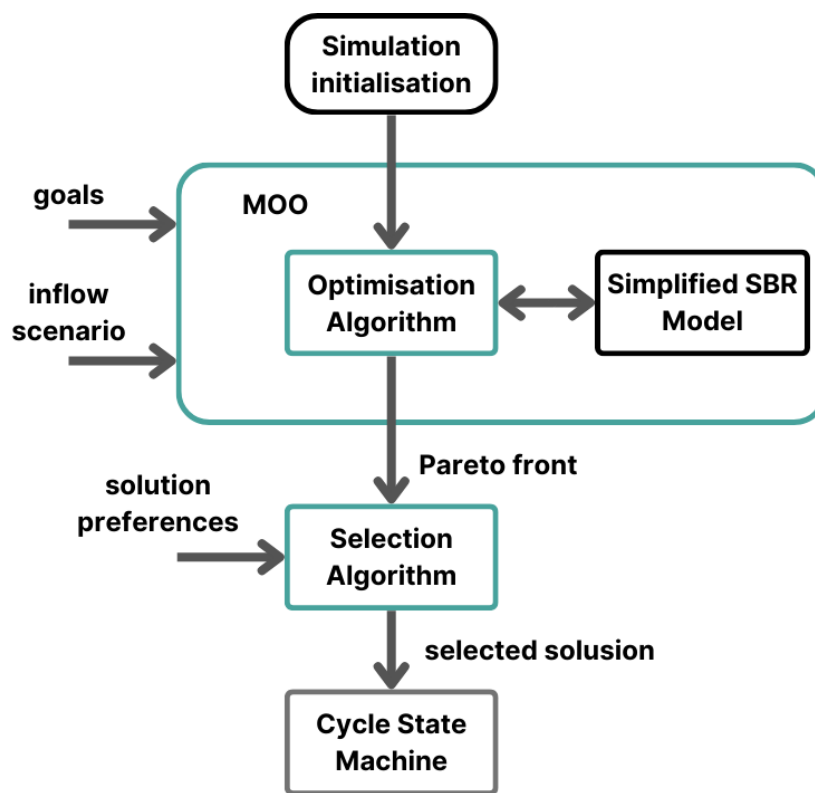 Simulation
initialisation
goals
MOO
inflow
scenario
Optimisation
Algorithm
Simplified SBR
Model
Pareto front
solution
preferences
Selection
Algorithm
selected solusion
Cycle State
Machine